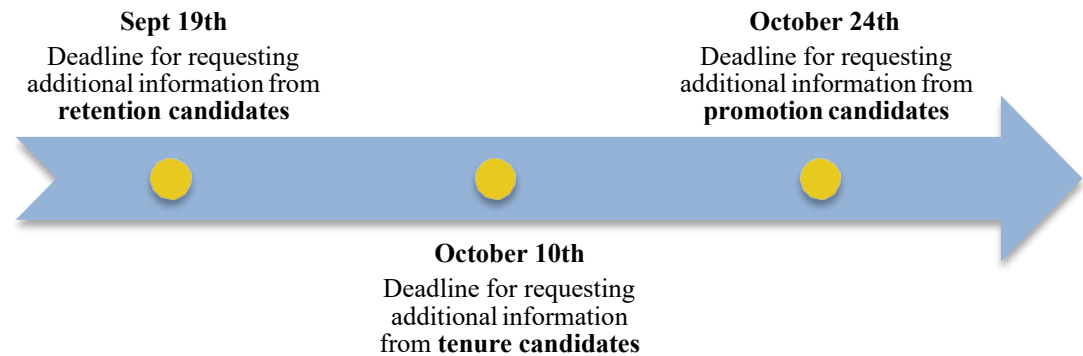 Sept 19th
Deadline for requesting
additional information from
retention candidates
October 10th
Deadline for requesting
additional information
from tenure candidates
October 24th
Deadline for requesting
additional information from
promotion candidates